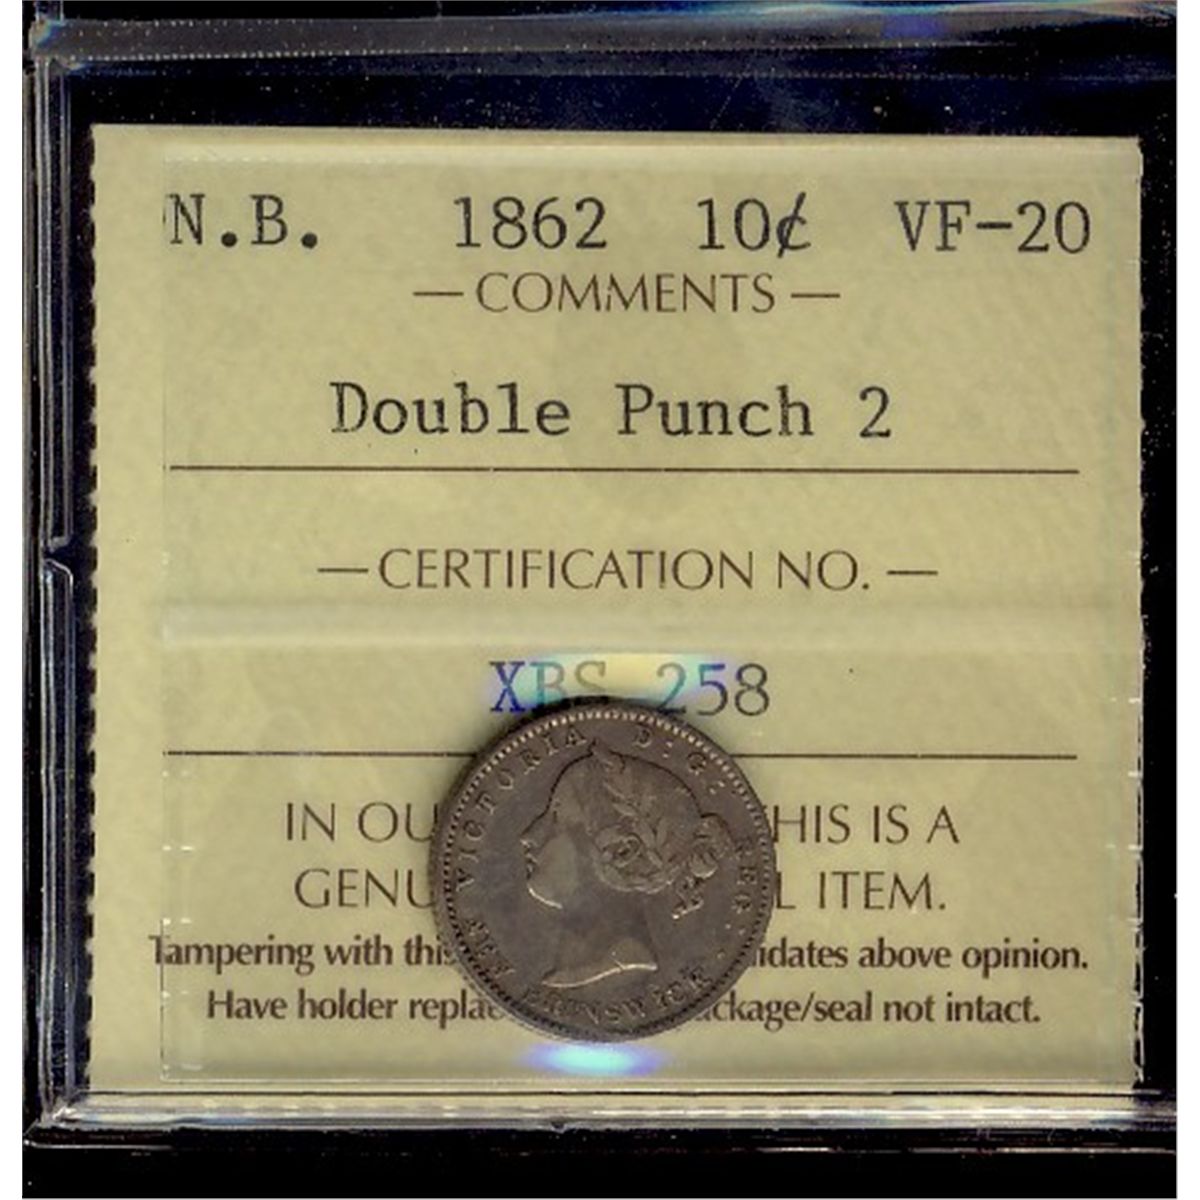 N.B. 1862 10¢ VF-20
— COMMENTS —
Double Punch 2
— CERTIFICATION NO. —
XBS 258
IN OU HIS IS A
GENU L ITEM.
Tampering with this idates above opinion.
Have holder replac ckage/seal not intact.
VICTORIA D: G: REG:
NEW BRUNSWICK